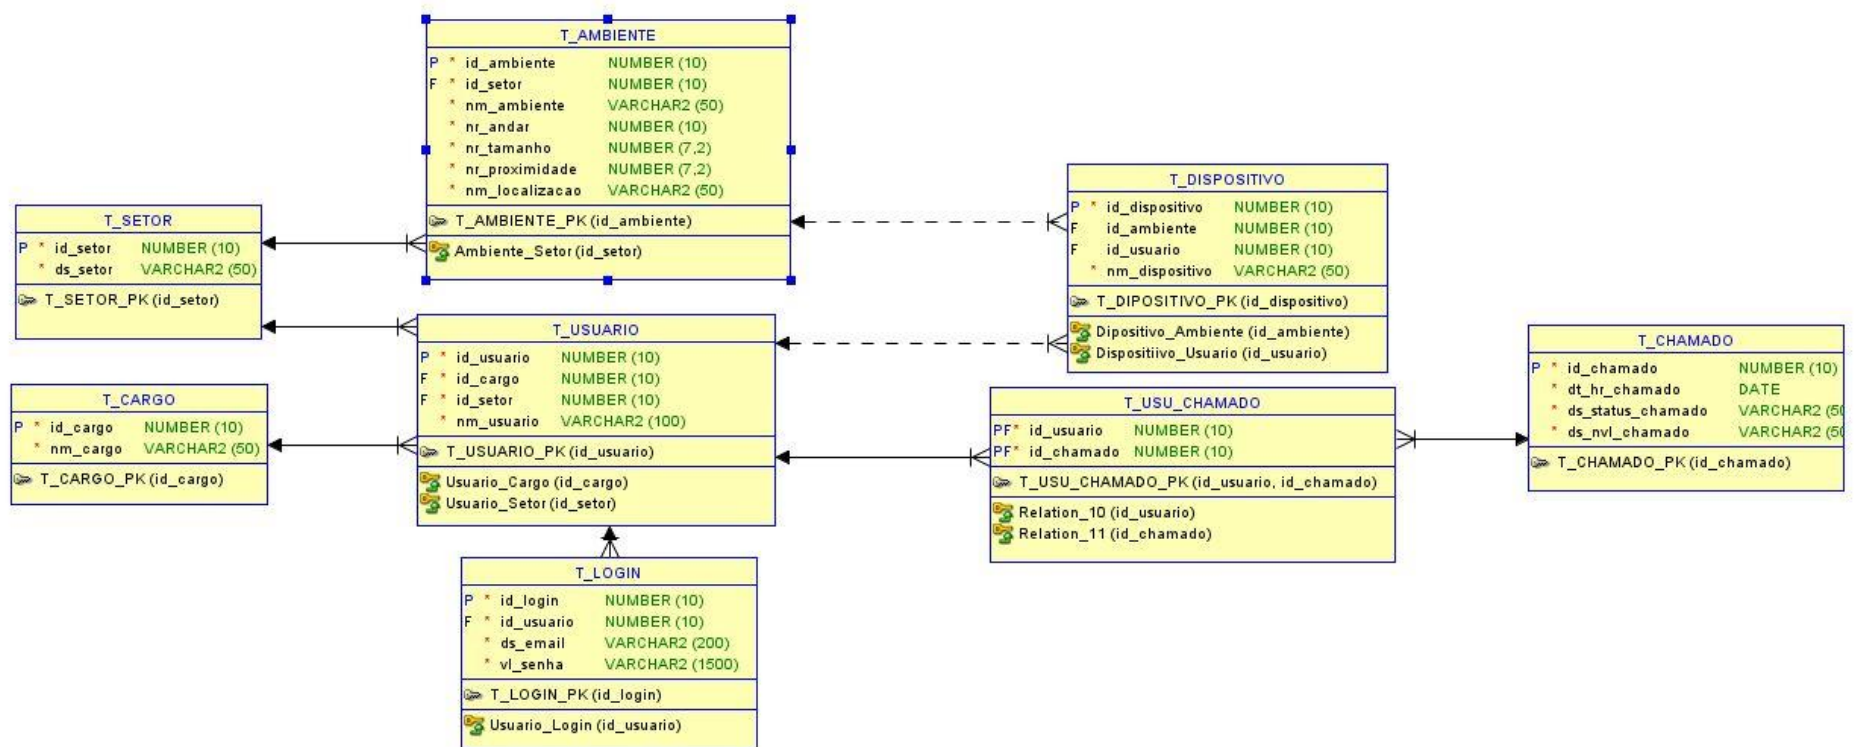 T_AMBIENTE
P * id_ambiente NUMBER (10)
F * id_setor NUMBER (10)
* nm_ambiente VARCHAR2 (50)
* nr_andar NUMBER (10)
* nr_tamanho NUMBER (7,2)
* nr_proximidade NUMBER (7,2)
* nm_localizacao VARCHAR2 (50)
T_AMBIENTE_PK (id_ambiente)
Ambiente_Setor (id_setor)
T_SETOR
P * id_setor NUMBER (10)
* ds_setor VARCHAR2 (50)
T_SETOR_PK (id_setor)
T_DISPOSITIVO
P * id_dispositivo NUMBER (10)
F id_ambiente NUMBER (10)
F id_usuario NUMBER (10)
* nm_dispositivo VARCHAR2 (50)
T_DIPOSITIVO_PK (id_dispositivo)
Dipositivo_Ambiente (id_ambiente)
Dispositiivo_Usuario (id_usuario)
T_USUARIO
P * id_usuario NUMBER (10)
F * id_cargo NUMBER (10)
F * id_setor NUMBER (10)
* nm_usuario VARCHAR2 (100)
T_USUARIO_PK (id_usuario)
Usuario_Cargo (id_cargo)
Usuario_Setor (id_setor)
T_CARGO
P * id_cargo NUMBER (10)
* nm_cargo VARCHAR2 (50)
T_CARGO_PK (id_cargo)
T_USU_CHAMADO
PF* id_usuario NUMBER (10)
PF* id_chamado NUMBER (10)
T_USU_CHAMADO_PK (id_usuario, id_chamado)
Relation_10 (id_usuario)
Relation_11 (id_chamado)
T_CHAMADO
P * id_chamado NUMBER (10)
* dt_hr_chamado DATE
* ds_status_chamado VARCHAR2 (50
* ds_nvl_chamado VARCHAR2 (50
T_CHAMADO_PK (id_chamado)
T_LOGIN
P * id_login NUMBER (10)
F * id_usuario NUMBER (10)
* ds_email VARCHAR2 (200)
* vl_senha VARCHAR2 (1500)
T_LOGIN_PK (id_login)
Usuario_Login (id_usuario)